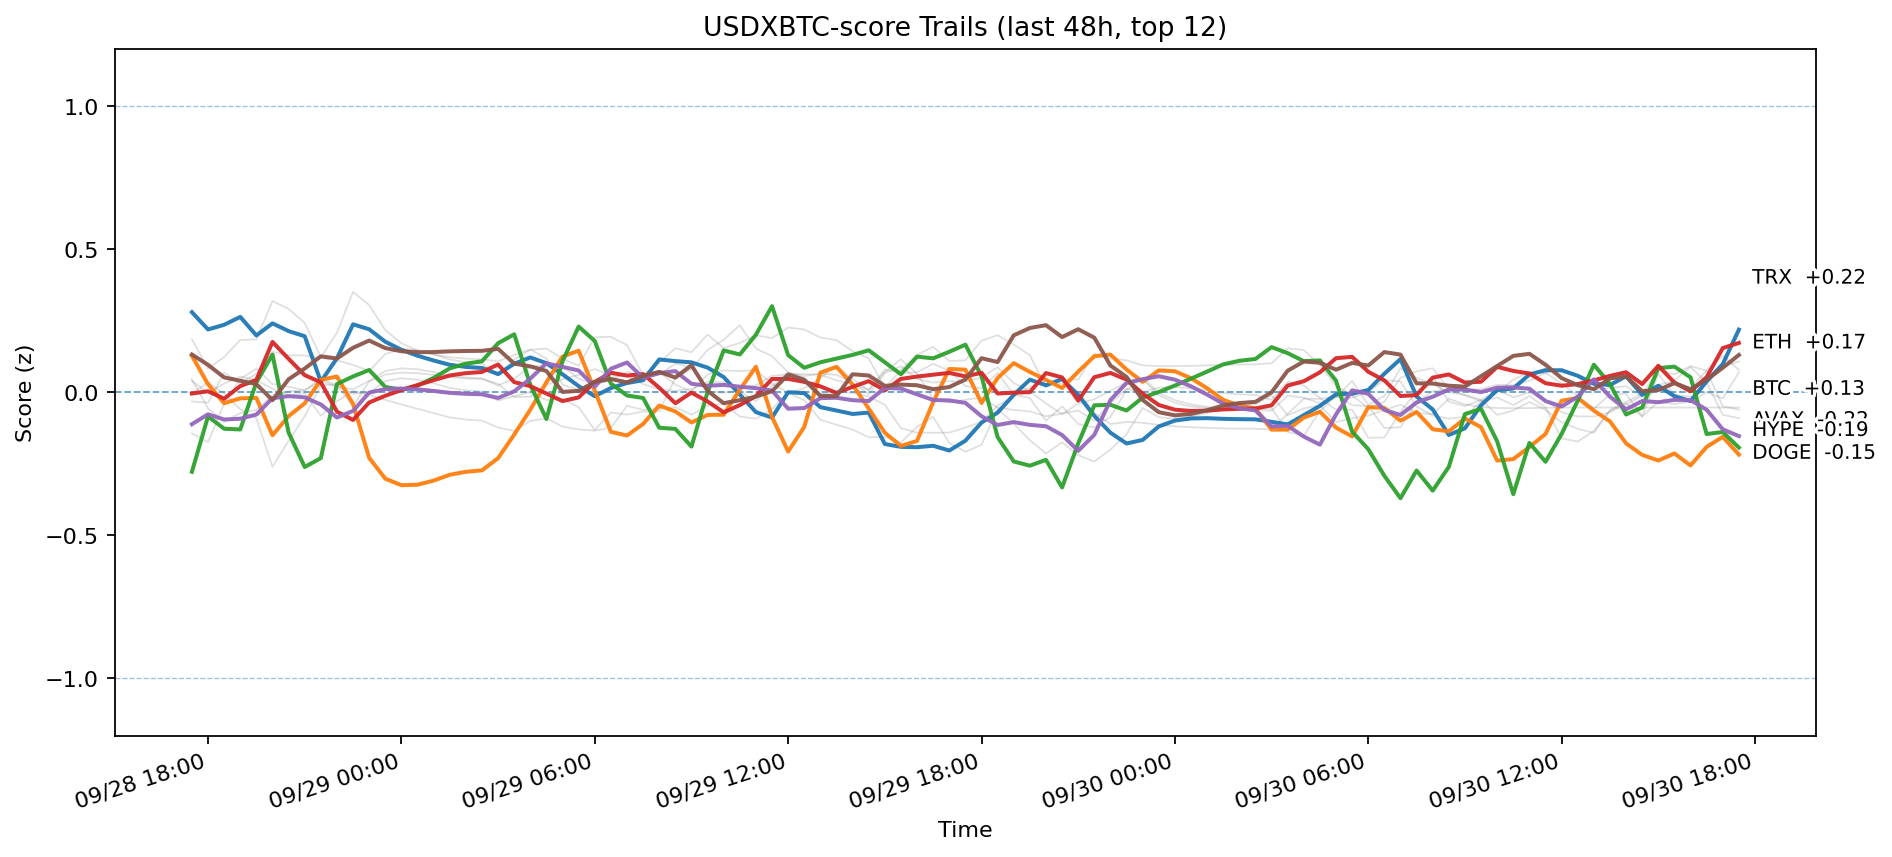 USDXBTC-score Trails (last 48h, top 12)
Score (z)
1.0
0.5
0.0
−0.5
−1.0
TRX +0.22
ETH +0.17
BTC +0.13
AVAX -0.22
HYPE -0.19
DOGE -0.15
09/28 18:00
09/29 00:00
09/29 06:00
09/29 12:00
09/29 18:00
09/30 00:00
09/30 06:00
09/30 12:00
09/30 18:00
Time